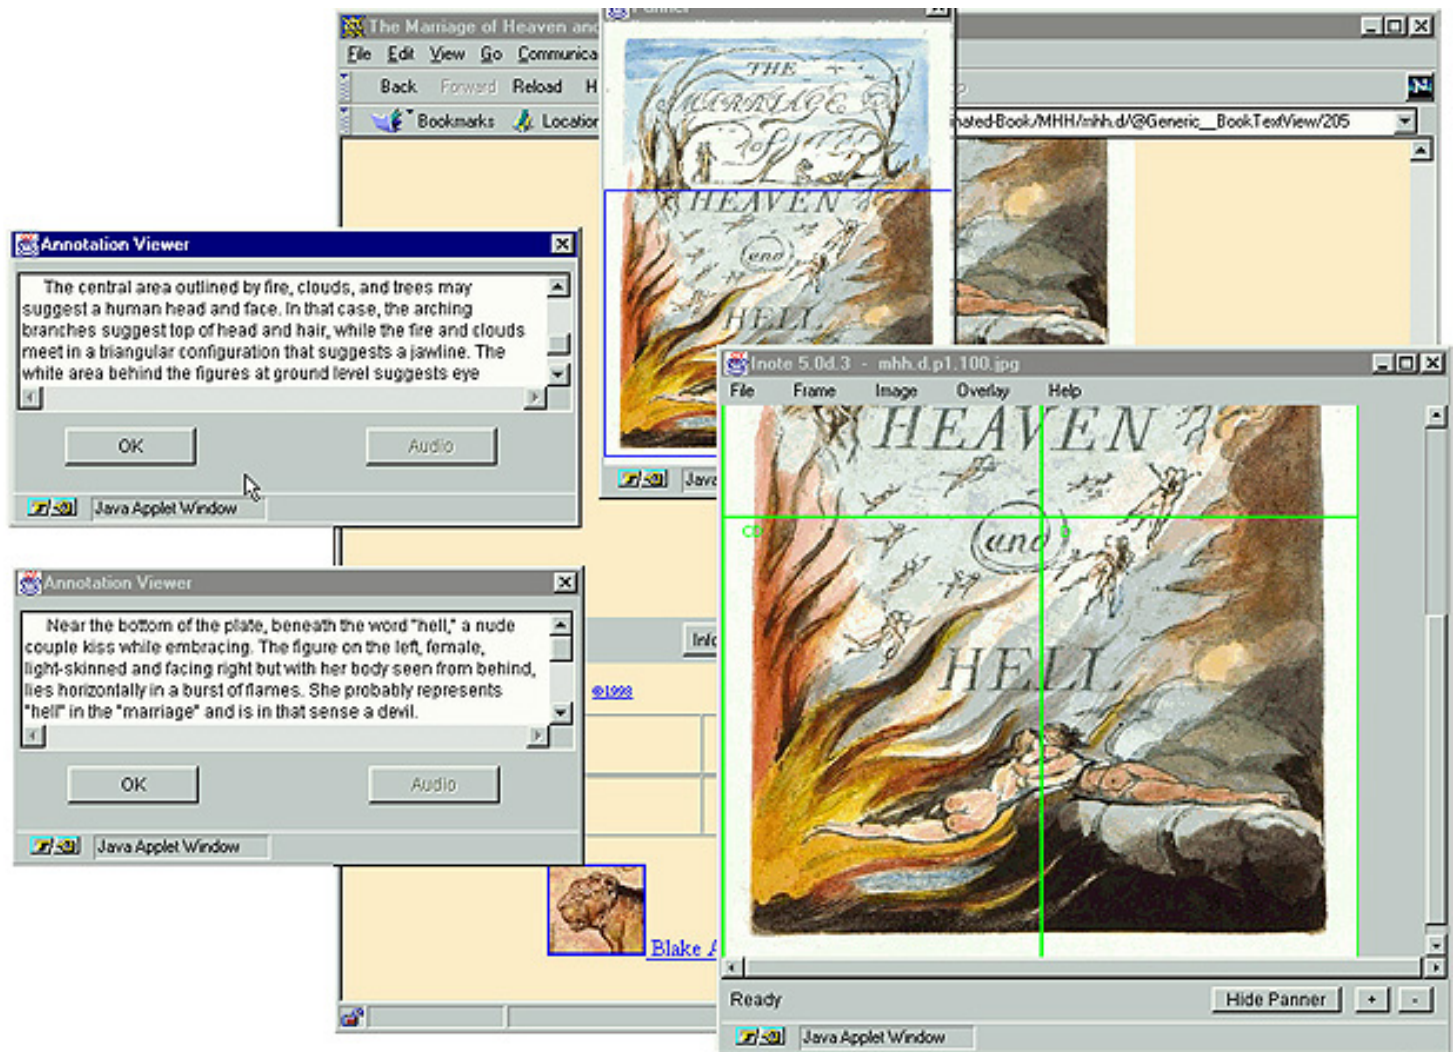 The Marriage of Heaven and
File Edit View Go Communica
Back Forward Reload H
Bookmarks Location
inated-Book/MHH/mhh.d/@Generic__BookTextView/205
Panner
THE
MARRIAGE
of
HEAVEN
and
HELL
Java
Annotation Viewer
The central area outlined by fire, clouds, and trees may
suggest a human head and face. In that case, the arching
branches suggest top of head and hair, while the fire and clouds
meet in a triangular configuration that suggests a jawline. The
white area behind the figures at ground level suggests eye
OK Audio
Java Applet Window
Annotation Viewer
Near the bottom of the plate, beneath the word "hell," a nude
couple kiss while embracing. The figure on the left, female,
light-skinned and facing right but with her body seen from behind,
lies horizontally in a burst of flames. She probably represents
"hell" in the "marriage" and is in that sense a devil.
OK Audio
Java Applet Window
Info
©1998
Blake A
Inote 5.0d.3 - mhh.d.p1.100.jpg
File Frame Image Overlay Help
HEAVEN
and
CD D
HELL
Ready Hide Panner + -
Java Applet Window